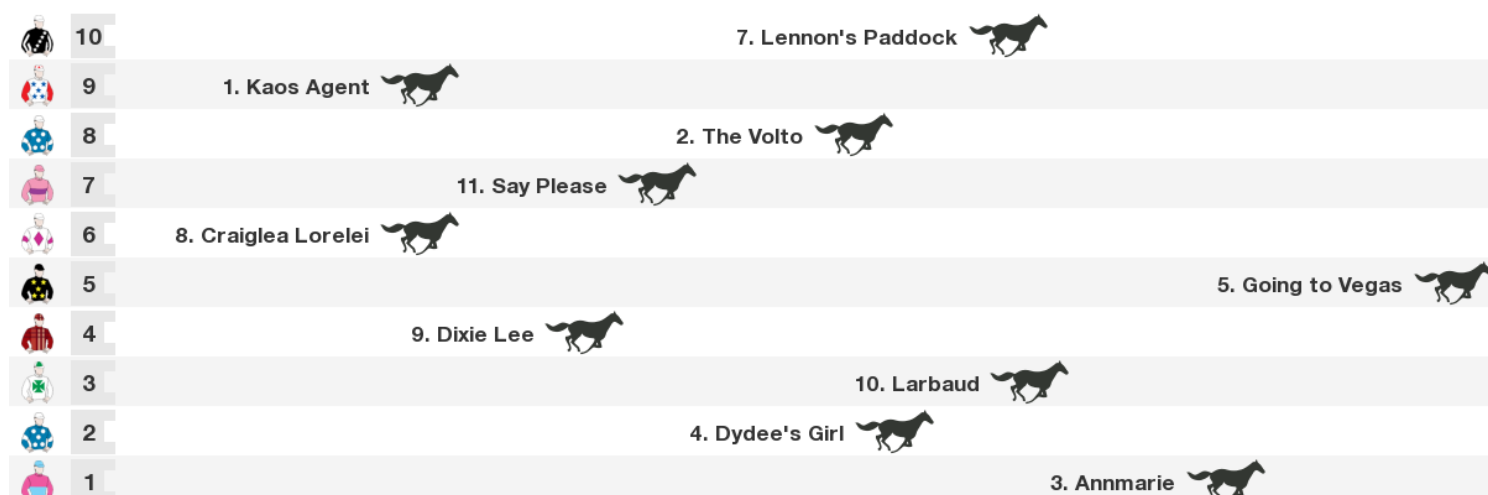 10 7. Lennon's Paddock
9 1. Kaos Agent
8 2. The Volto
7 11. Say Please
6 8. Craiglea Lorelei
5 5. Going to Vegas
4 9. Dixie Lee
3 10. Larbaud
2 4. Dydee's Girl
1 3. Annmarie